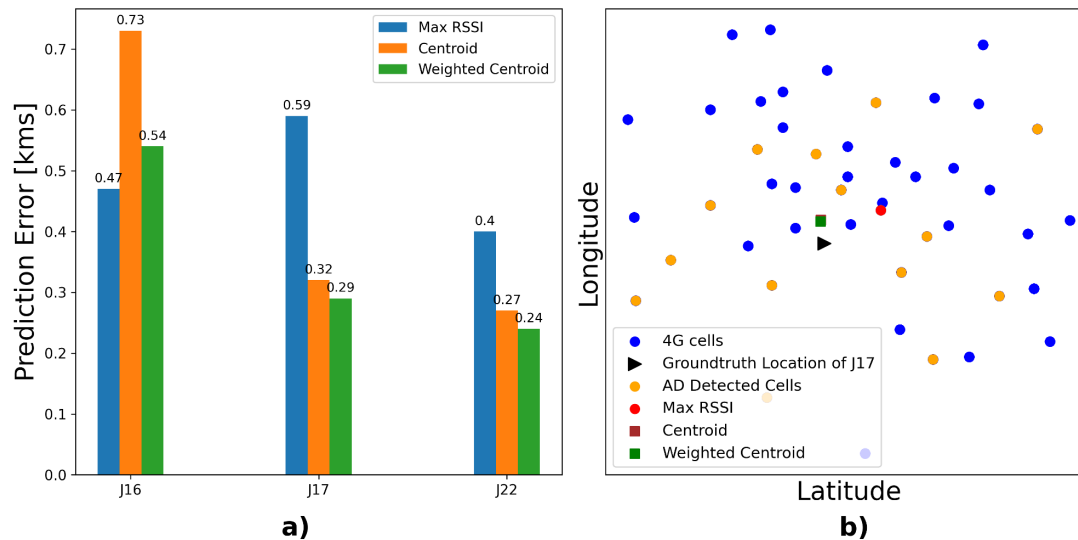 Prediction Error [kms]
0.7
0.6
0.5
0.4
0.3
0.2
0.1
0.0
0.47
0.73
0.54
0.59
0.32
0.29
0.4
0.27
0.24
Max RSSI
Centroid
Weighted Centroid
J16
J17
J22
a)
Longitude
4G cells
Groundtruth Location of J17
AD Detected Cells
Max RSSI
Centroid
Weighted Centroid
Latitude
b)